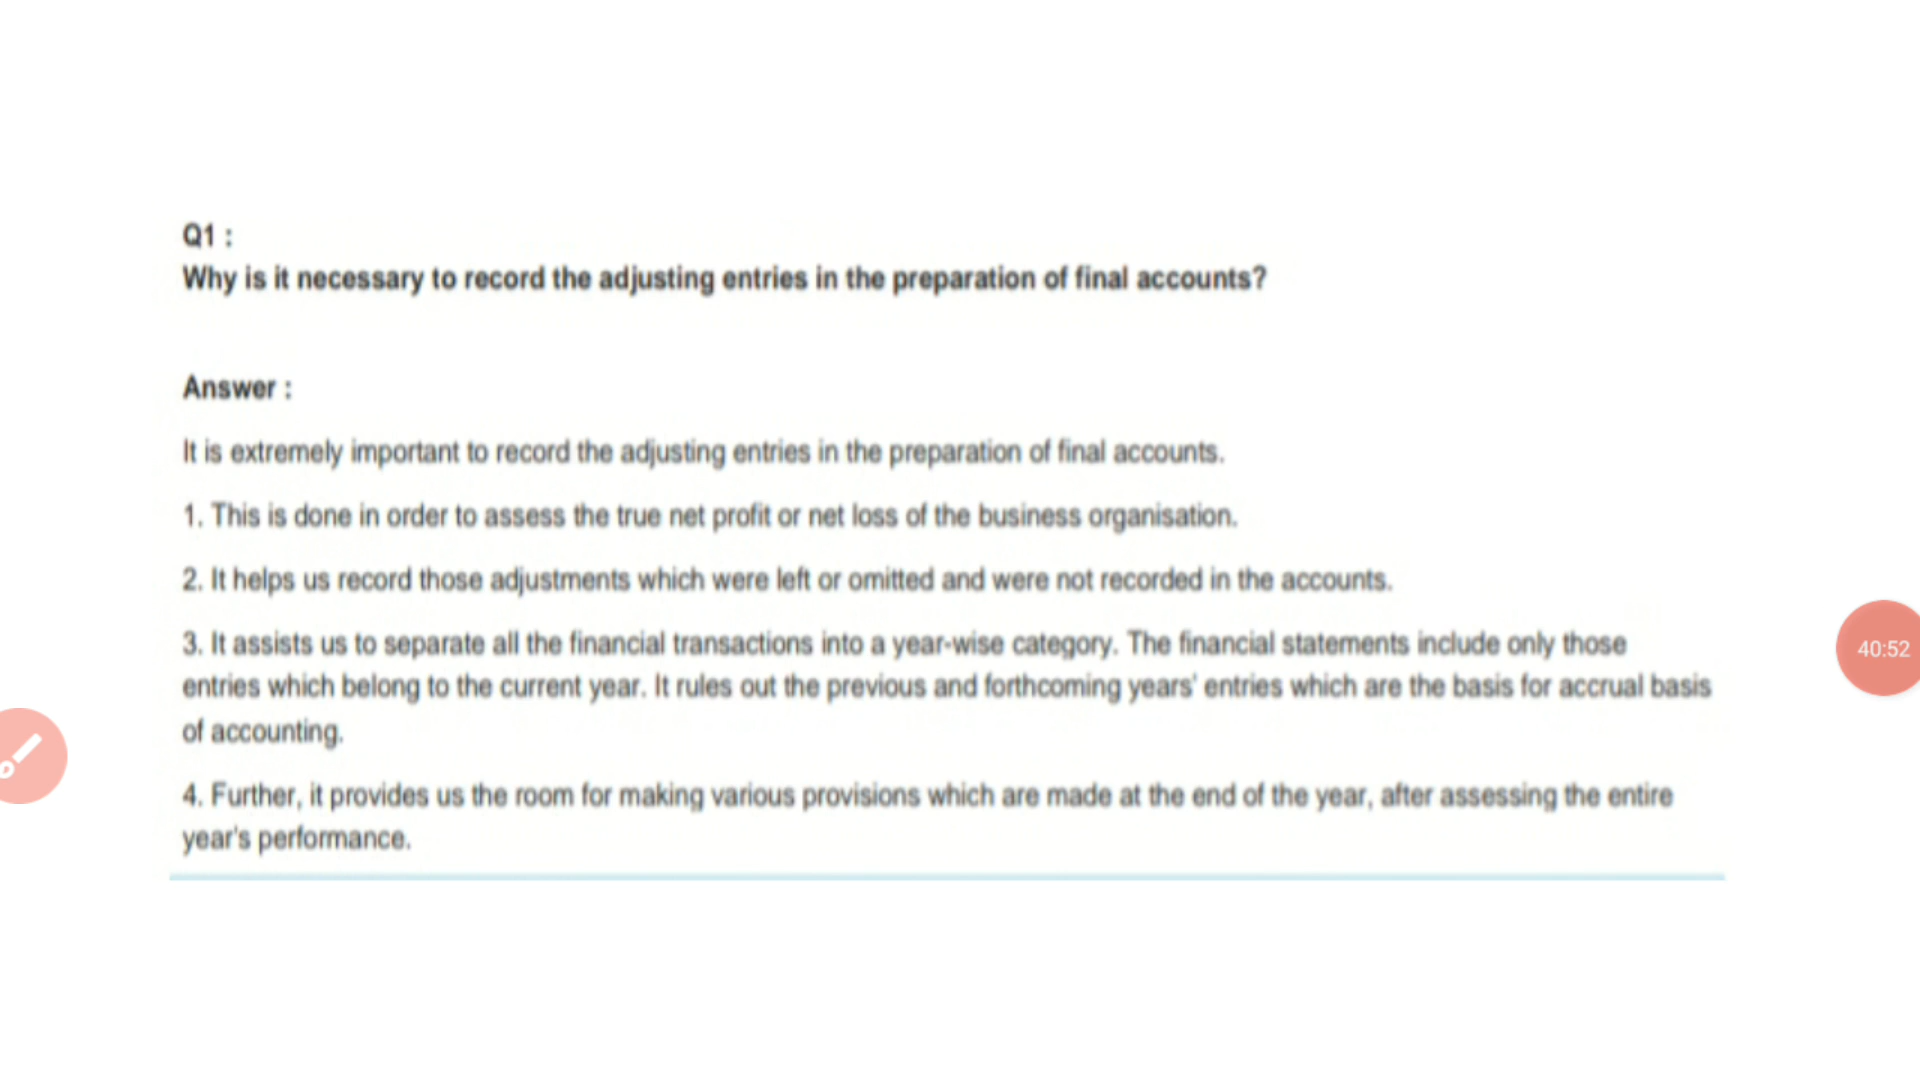 Q1 :
Why is it necessary to record the adjusting entries in the preparation of final accounts?
Answer :
It is extremely important to record the adjusting entries in the preparation of final accounts.
1. This is done in order to assess the true net profit or net loss of the business organisation.
2. It helps us record those adjustments which were left or omitted and were not recorded in the accounts.
3. It assists us to separate all the financial transactions into a year-wise category. The financial statements include only those
entries which belong to the current year. It rules out the previous and forthcoming years' entries which are the basis for accrual basis
of accounting.
40:52
4. Further, it provides us the room for making various provisions which are made at the end of the year, after assessing the entire
year's performance.